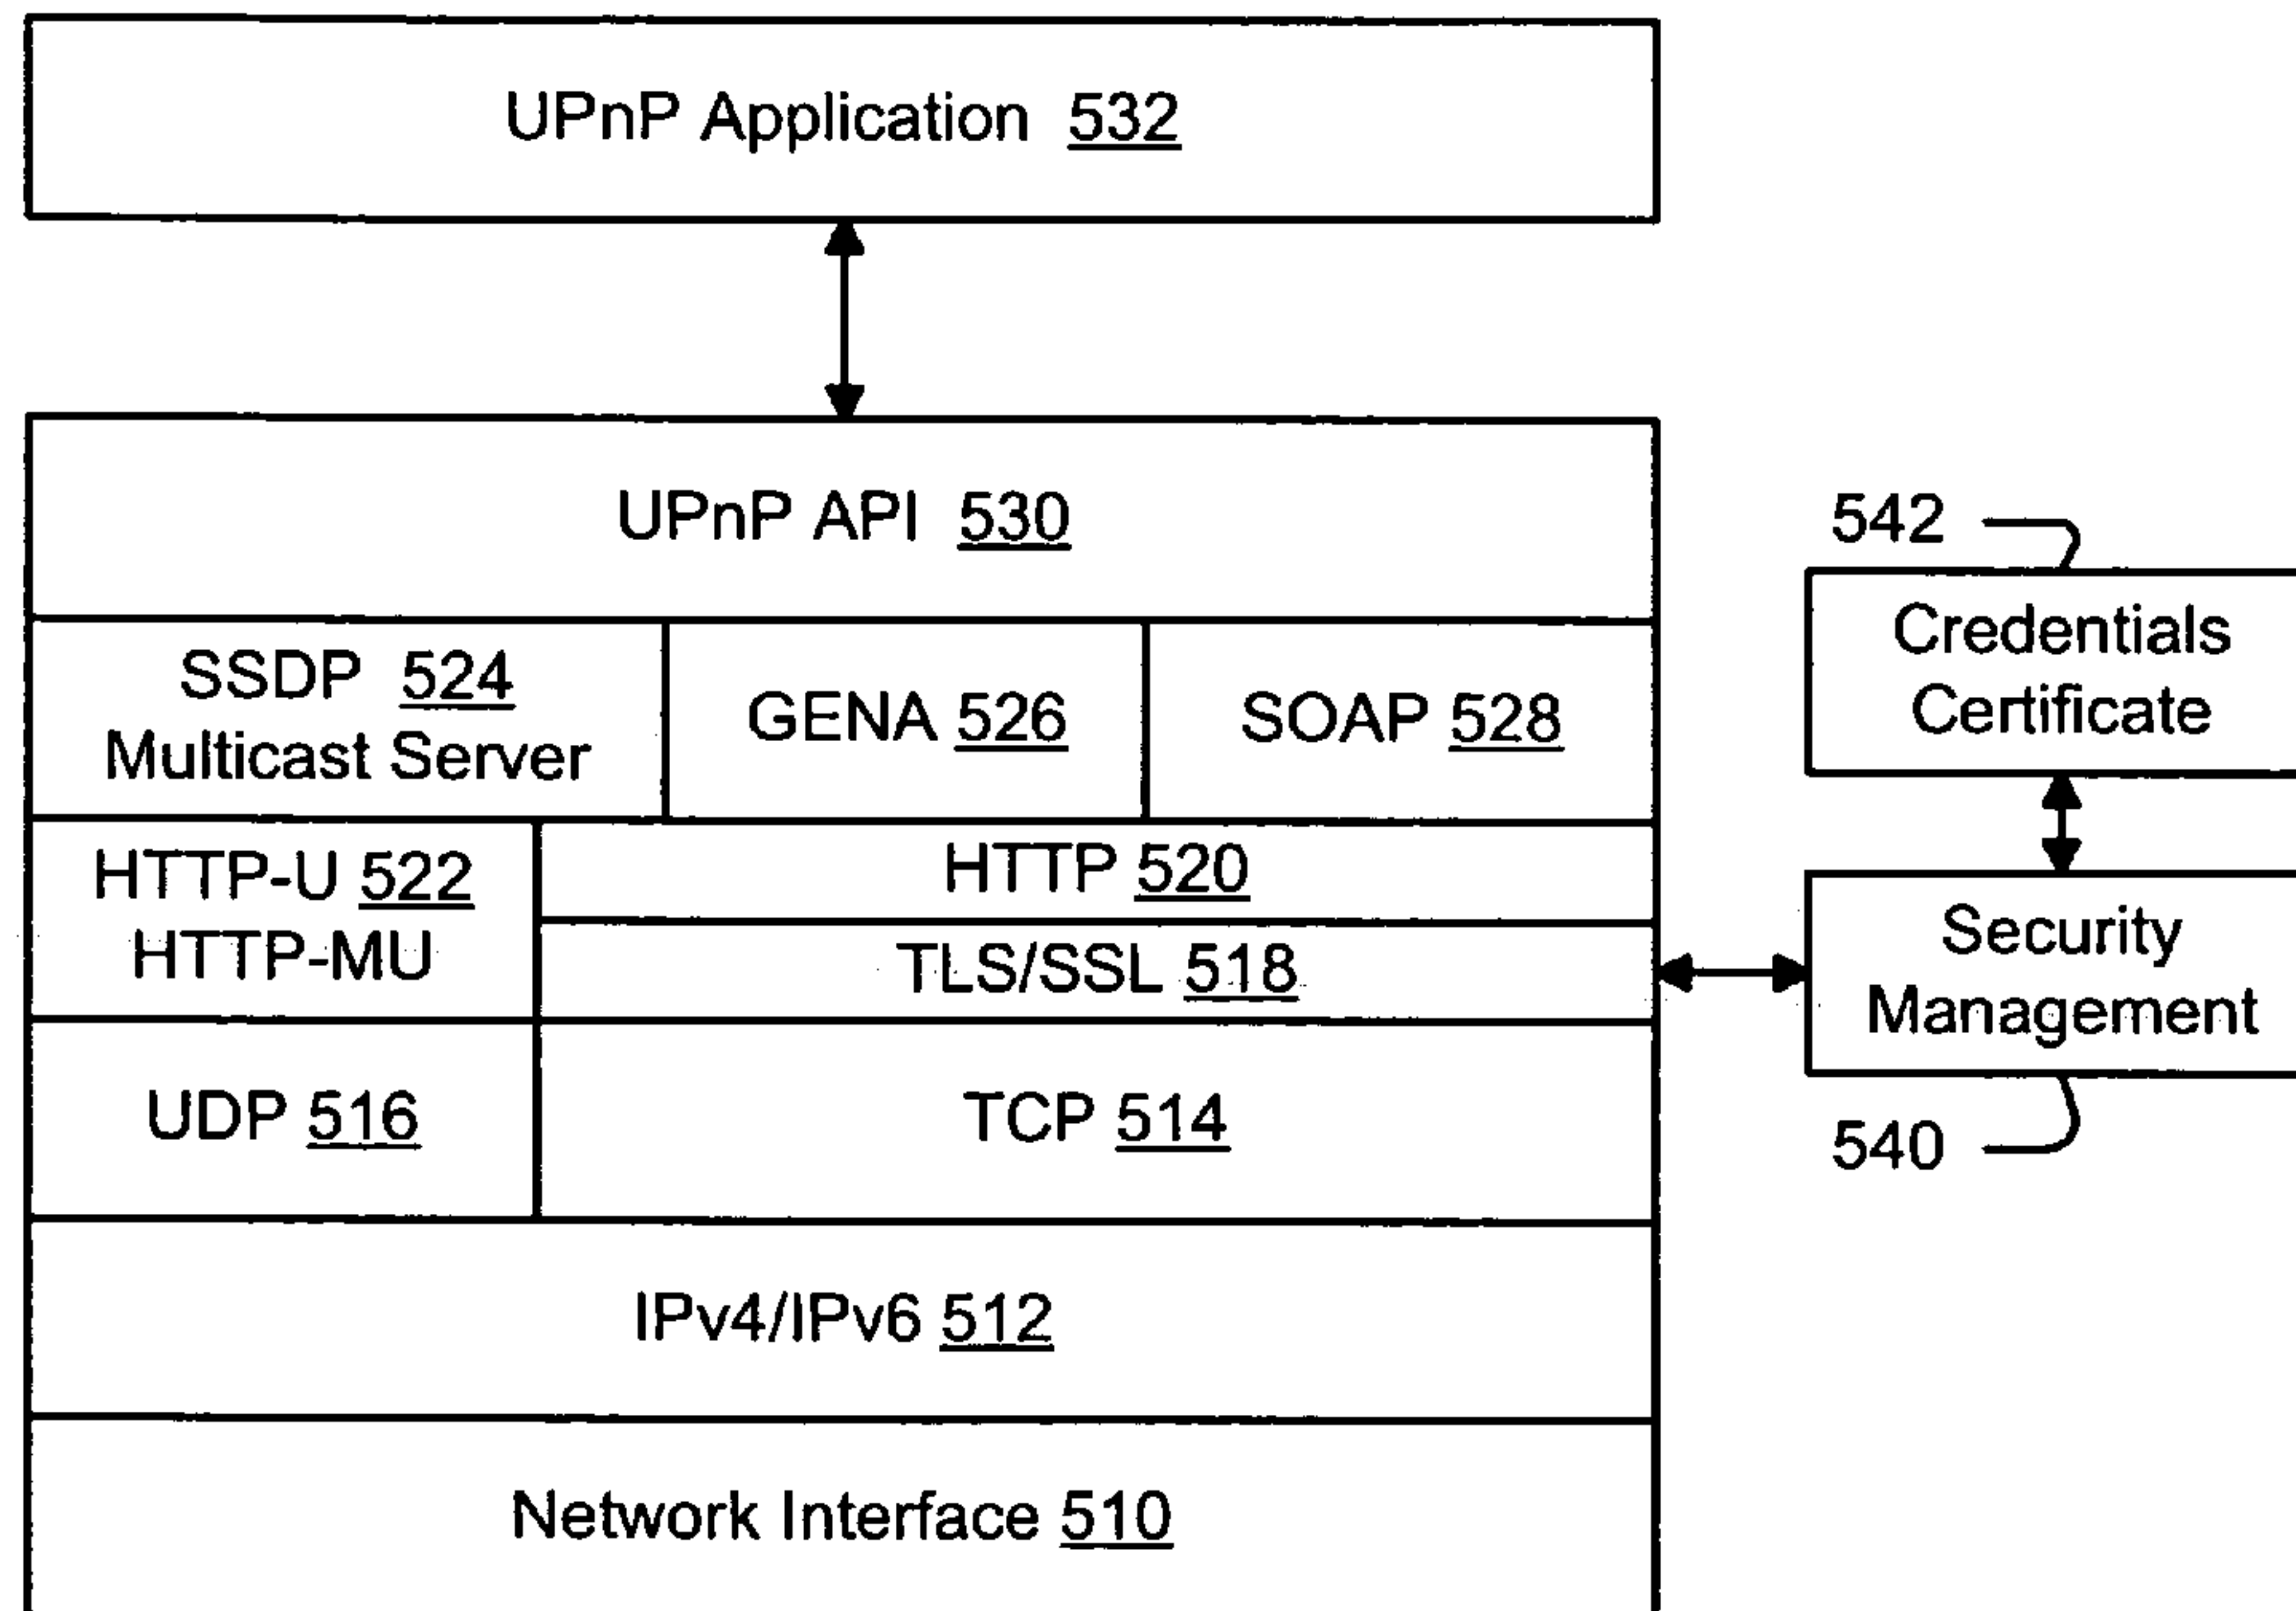 UPnP Application 532
UPnP API 530
SSDP 524
Multicast Server
GENA 526
SOAP 528
HTTP-U 522
HTTP-MU
HTTP 520
TLS/SSL 518
UDP 516
TCP 514
IPv4/IPv6 512
Network Interface 510
542
Credentials
Certificate
Security
Management
540